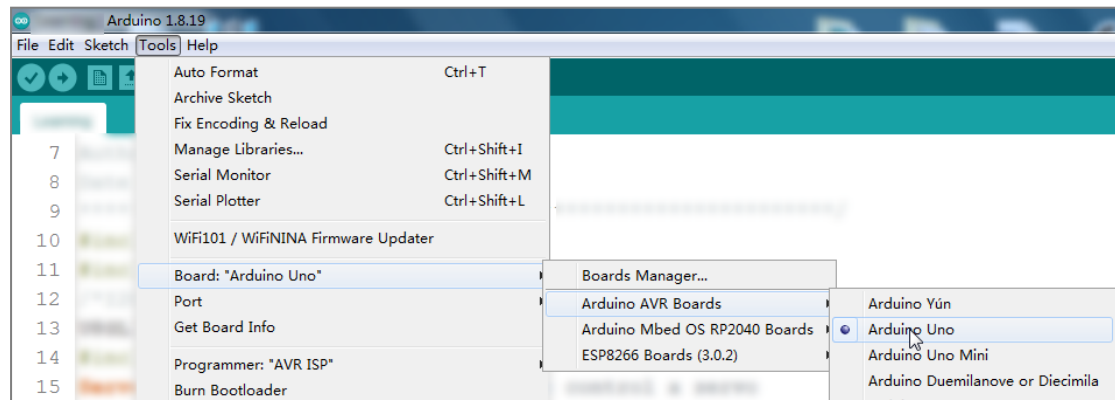 Arduino 1.8.19
File Edit Sketch Tools Help
Auto Format Ctrl+T
Archive Sketch
Fix Encoding & Reload
Manage Libraries... Ctrl+Shift+I
Serial Monitor Ctrl+Shift+M
Serial Plotter Ctrl+Shift+L
WiFi101 / WiFiNINA Firmware Updater
Board: "Arduino Uno"
Port
Get Board Info
Programmer: "AVR ISP"
Burn Bootloader
Boards Manager...
Arduino AVR Boards
Arduino Mbed OS RP2040 Boards
ESP8266 Boards (3.0.2)
Arduino Yún
Arduino Uno
Arduino Uno Mini
Arduino Duemilanove or Diecimila
7
8
9
10
11
12
13
14
15 control a servo